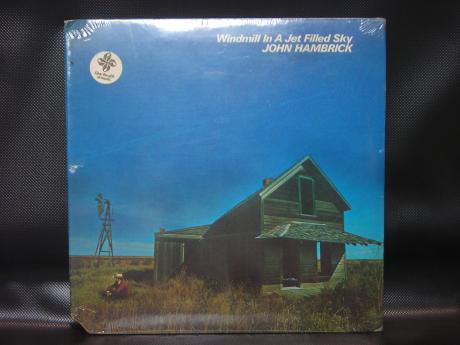 Windmill In A Jet Filled Sky
JOHN HAMBRICK